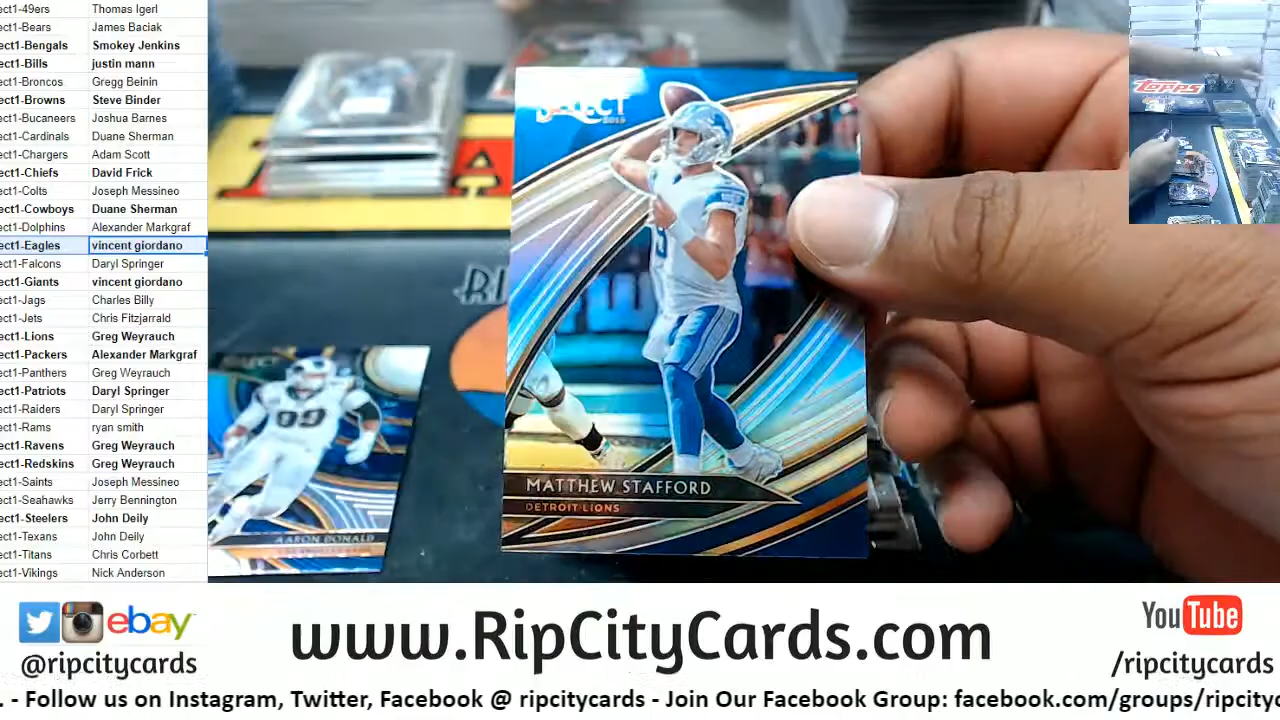 ect1-49ers Thomas Igerl
ect1-Bears James Baciak
ect1-Bengals Smokey Jenkins
ect1-Bills justin mann
ect1-Broncos Gregg Beinin
ect1-Browns Steve Binder
ect1-Bucaneers Joshua Barnes
ect1-Cardinals Duane Sherman
ect1-Chargers Adam Scott
ect1-Chiefs David Frick
ect1-Colts Joseph Messineo
ect1-Cowboys Duane Sherman
ect1-Dolphins Alexander Markgraf
ect1-Eagles vincent giordano
ect1-Falcons Daryl Springer
ect1-Giants vincent giordano
ect1-Jags Charles Billy
ect1-Jets Chris Fitzjarrald
ect1-Lions Greg Weyrauch
ect1-Packers Alexander Markgraf
ect1-Panthers Greg Weyrauch
ect1-Patriots Daryl Springer
ect1-Raiders Daryl Springer
ect1-Rams ryan smith
ect1-Ravens Greg Weyrauch
ect1-Redskins Greg Weyrauch
ect1-Saints Joseph Messineo
ect1-Seahawks Jerry Bennington
ect1-Steelers John Deily
ect1-Texans John Deily
ect1-Titans Chris Corbett
ect1-Vikings Nick Anderson
SELECT
2019
MATTHEW STAFFORD
DETROIT LIONS
SELECT
99
AARON DONALD
RI
Topps
ebay
@ripcitycards
www.RipCityCards.com
YouTube
/ripcitycards
. - Follow us on Instagram, Twitter, Facebook @ ripcitycards - Join Our Facebook Group: facebook.com/groups/ripcityc